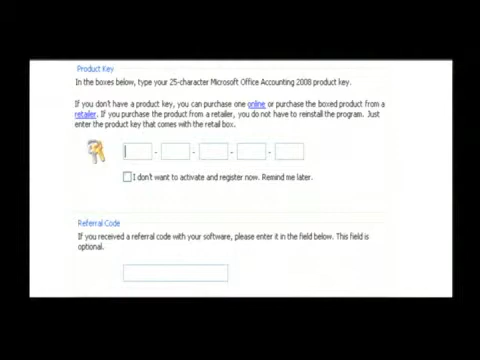 Product Key
In the boxes below, type your 25-character Microsoft Office Accounting 2008 product key.
If you don't have a product key, you can purchase one online or purchase the boxed product from a
retailer. If you purchase the product from a retailer, you do not have to reinstall the program. Just
enter the product key that comes with the retail box.
- - - -
I don't want to activate and register now. Remind me later.
Referral Code
If you received a referral code with your software, please enter it in the field below. This field is
optional.